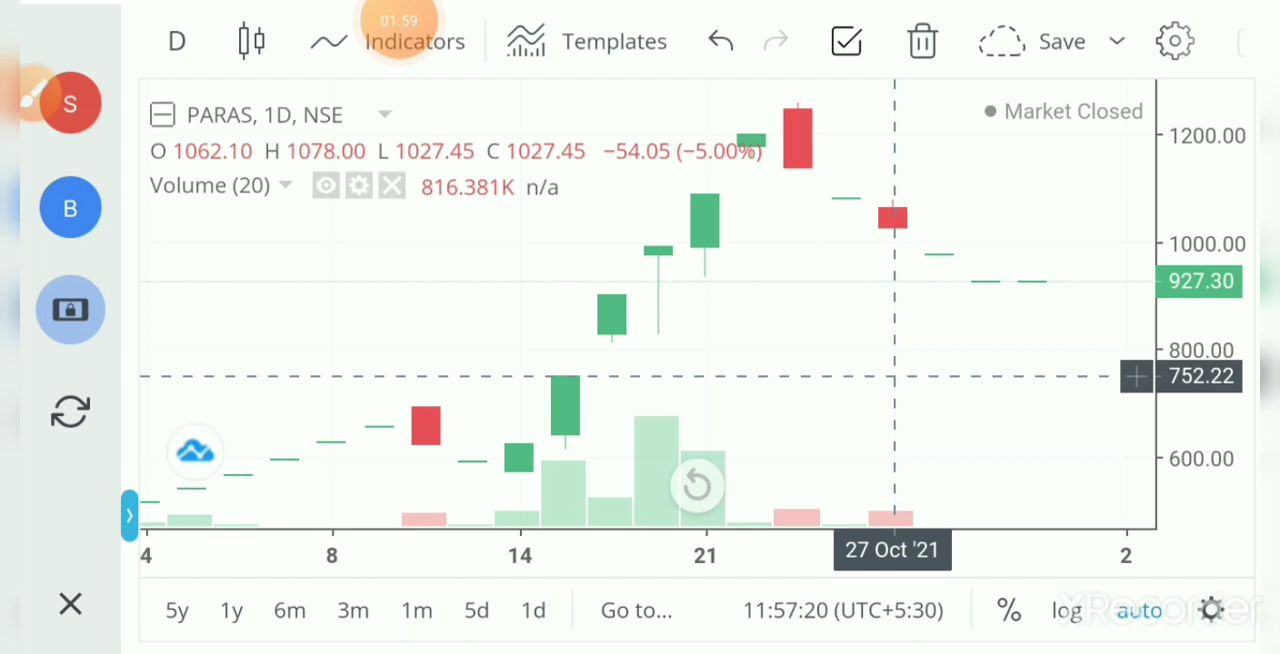 01:59
D Indicators Templates Save
S
PARAS, 1D, NSE
Market Closed
O 1062.10 H 1078.00 L 1027.45 C 1027.45 −54.05 (−5.00%)
Volume (20) 816.381K n/a
B
1200.00
1000.00
927.30
800.00
752.22
600.00
27 Oct '21
4 8 14 21 2
5y 1y 6m 3m 1m 5d 1d Go to... 11:57:20 (UTC+5:30) % log auto
XRecorder